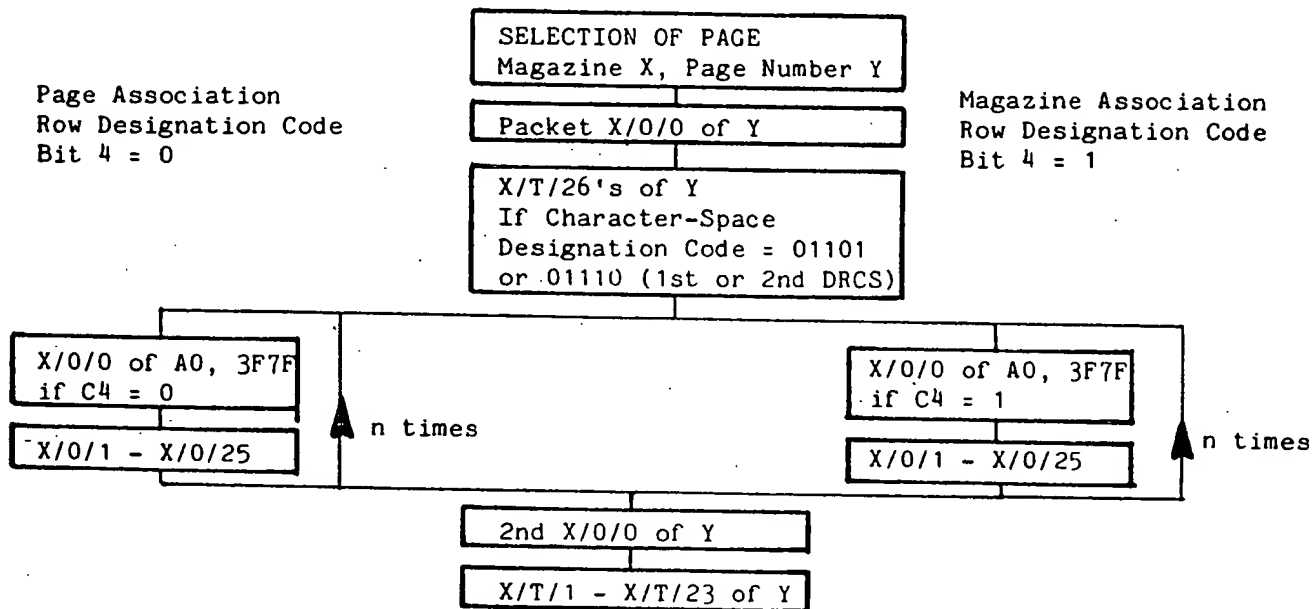 SELECTION OF PAGE
Magazine X, Page Number Y
Page Association
Row Designation Code
Bit 4 = 0
Magazine Association
Row Designation Code
Bit 4 = 1
Packet X/0/0 of Y
X/T/26's of Y
If Character-Space
Designation Code = 01101
or 01110 (1st or 2nd DRCS)
X/0/0 of A0, 3F7F
if C4 = 0
n times
X/0/1 - X/0/25
X/0/0 of A0, 3F7F
if C4 = 1
n times
X/0/1 - X/0/25
2nd X/0/0 of Y
X/T/1 - X/T/23 of Y